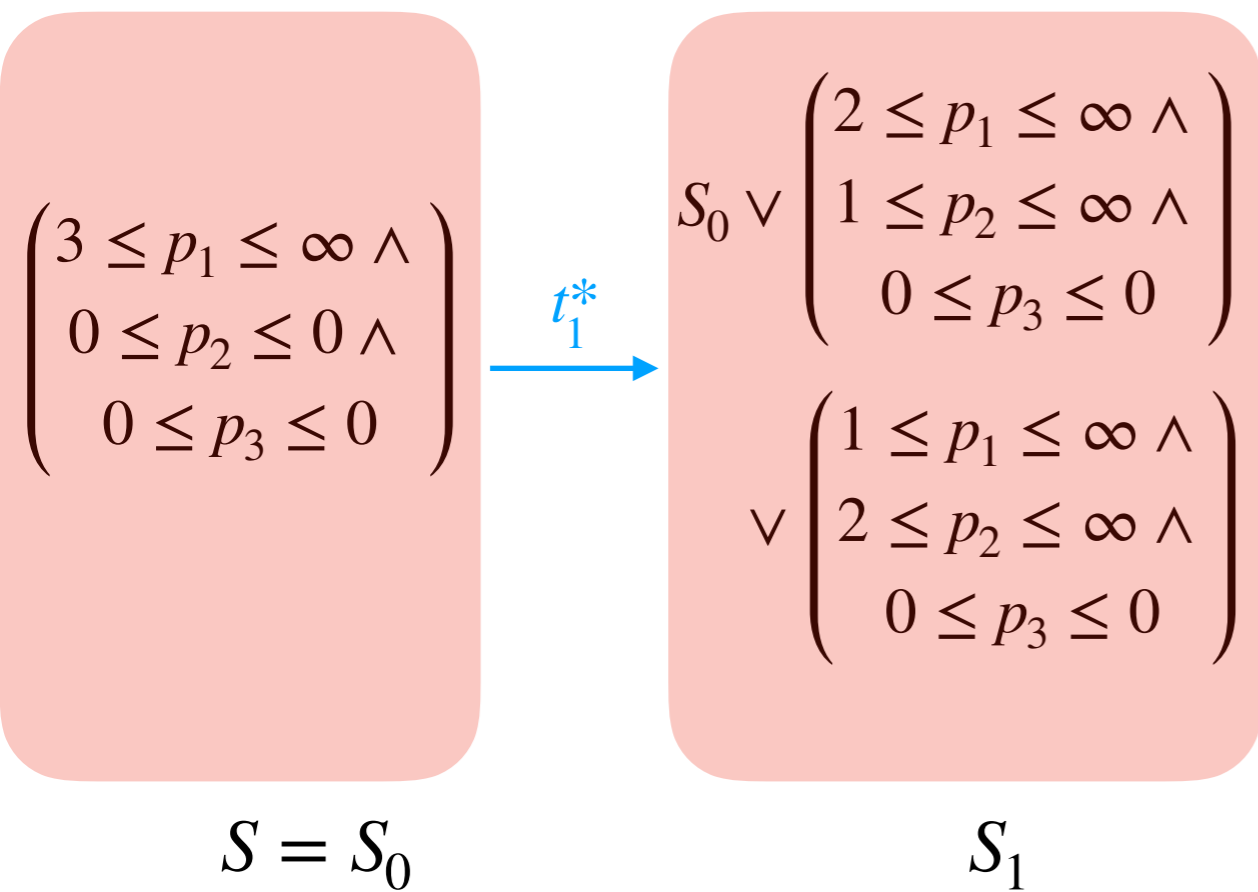 3 ≤ p₁ ≤ ∞ ∧
0 ≤ p₂ ≤ 0 ∧
0 ≤ p₃ ≤ 0
t₁*
S₀ ∨ 2 ≤ p₁ ≤ ∞ ∧
1 ≤ p₂ ≤ ∞ ∧
0 ≤ p₃ ≤ 0
∨ 1 ≤ p₁ ≤ ∞ ∧
2 ≤ p₂ ≤ ∞ ∧
0 ≤ p₃ ≤ 0
S = S₀
S₁